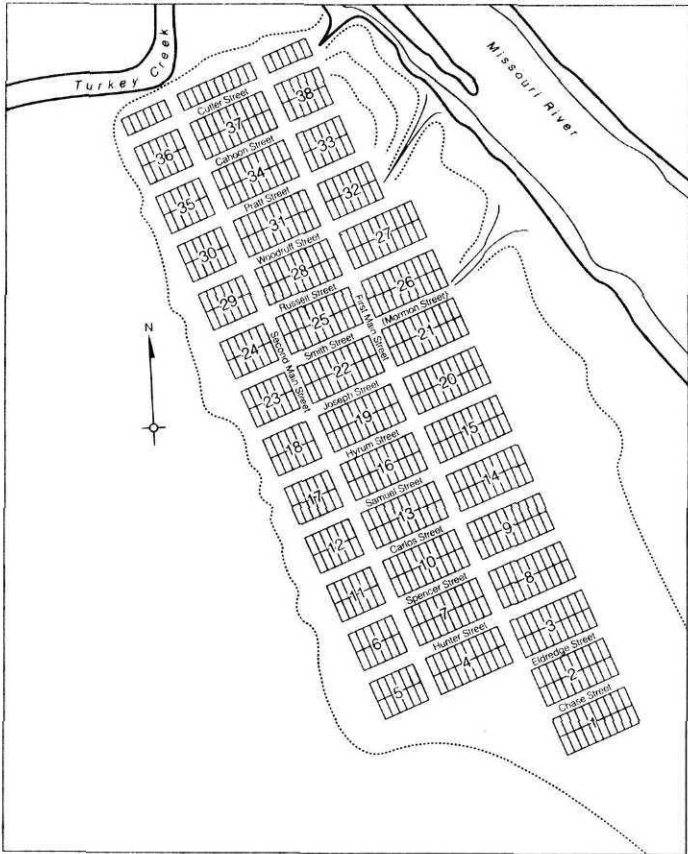 Turkey Creek
Missouri River
Cutler Street
38
37
36
Cahoon Street
33
34
35
Pratt Street
32
31
30
Woodruff Street
27
28
29
Russell Street
First Main Street
26
25
(Mormon Street)
24
Second Main Street
Smith Street
21
22
23
Joseph Street
20
19
18
Hyrum Street
15
16
17
Samuel Street
14
13
12
Carlos Street
9
10
11
Spencer Street
8
7
6
Hunter Street
3
4
5
Eldredge Street
2
Chase Street
1
N